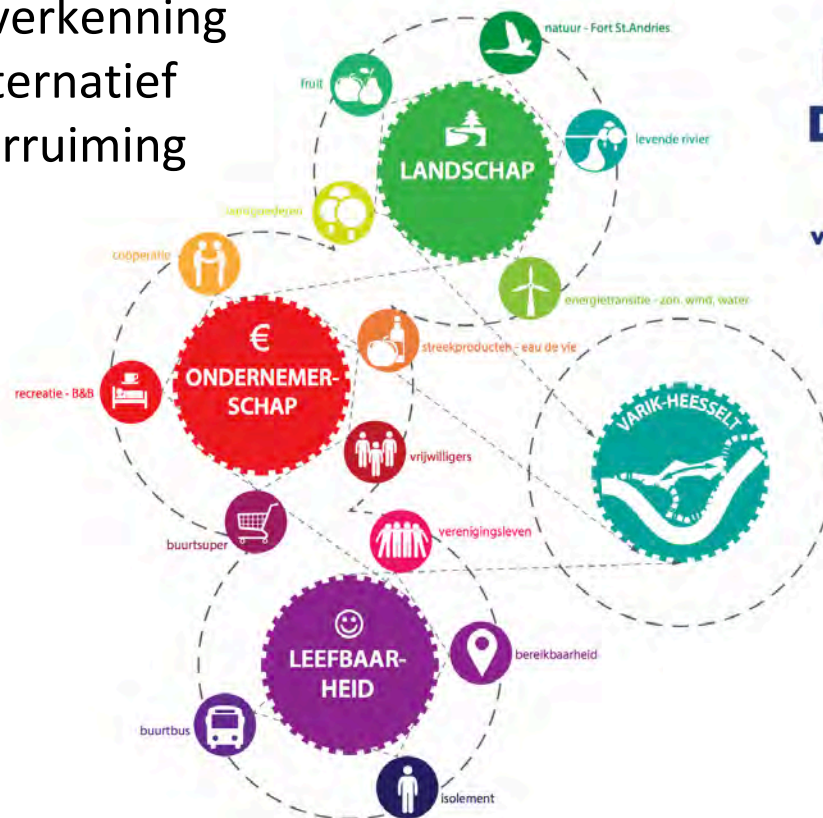 verkenning
ternatief
rruiming
natuur - Fort St.Andries
fruit
levende rivier
LANDSCHAP
coöperatie
energietransitie - zon, wind, water
€
ONDERNEMER-
SCHAP
streekproducten - eau de vie
recreatie - B&B
VARIK-HEESSELT
vrijwilligers
buurtsuper
verenigingsleven
LEEFBAAR-
HEID
bereikbaarheid
buurtbus
isolement